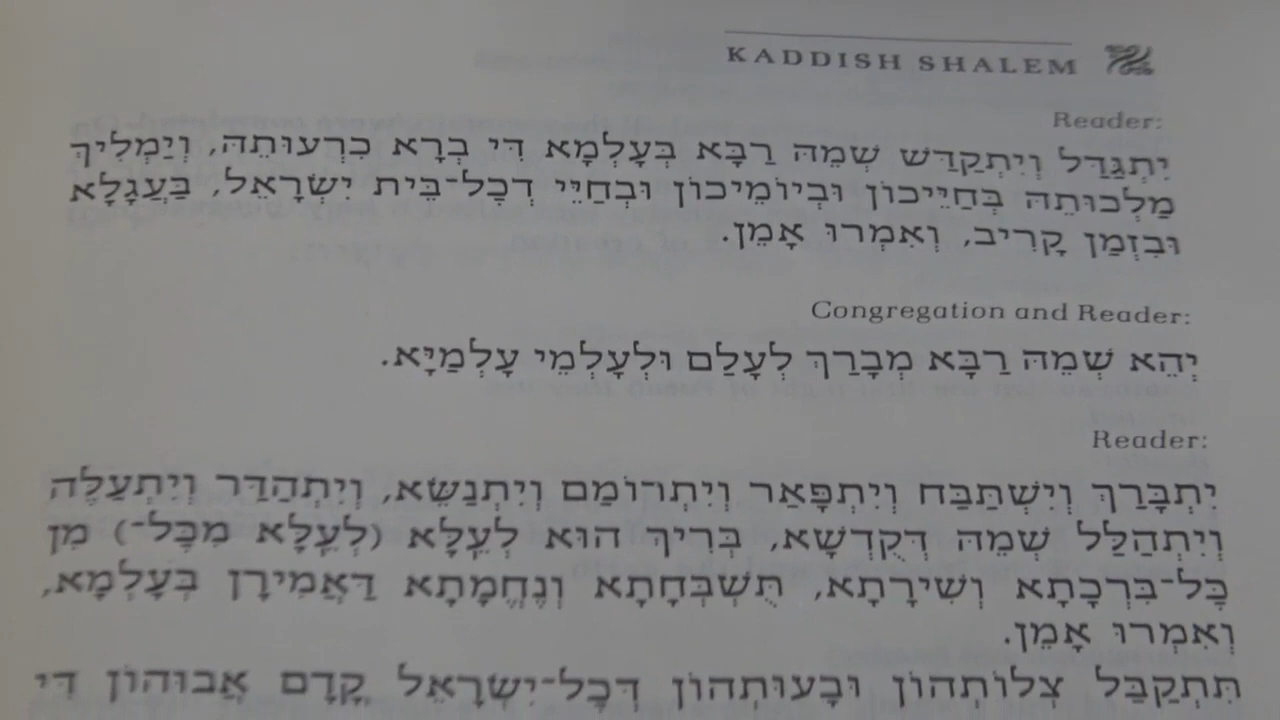 KADDISH SHALEM
Reader:
יִתְגַּדַּל וְיִתְקַדַּשׁ שְׁמֵהּ רַבָּא בְּעָלְמָא דִּי בְרָא כִרְעוּתֵהּ, וְיַמְלִיךְ
מַלְכוּתֵהּ בְּחַיֵּיכוֹן וּבְיוֹמֵיכוֹן וּבְחַיֵּי דְכָל־בֵּית יִשְׂרָאֵל, בַּעֲגָלָא
וּבִזְמַן קָרִיב, וְאִמְרוּ אָמֵן.
Congregation and Reader:
יְהֵא שְׁמֵהּ רַבָּא מְבָרַךְ לְעָלַם וּלְעָלְמֵי עָלְמַיָּא.
Reader:
יִתְבָּרַךְ וְיִשְׁתַּבַּח וְיִתְפָּאַר וְיִתְרוֹמַם וְיִתְנַשֵּׂא, וְיִתְהַדַּר וְיִתְעַלֶּה
וְיִתְהַלַּל שְׁמֵהּ דְּקֻדְשָׁא, בְּרִיךְ הוּא לְעֵלָּא (לְעֵלָּא מִכָּל־) מִן
כָּל־בִּרְכָתָא וְשִׁירָתָא, תֻּשְׁבְּחָתָא וְנֶחֱמָתָא דַּאֲמִירָן בְּעָלְמָא,
וְאִמְרוּ אָמֵן.
תִּתְקַבַּל צְלוֹתְהוֹן וּבָעוּתְהוֹן דְּכָל־יִשְׂרָאֵל קֳדָם אֲבוּהוֹן דִּי